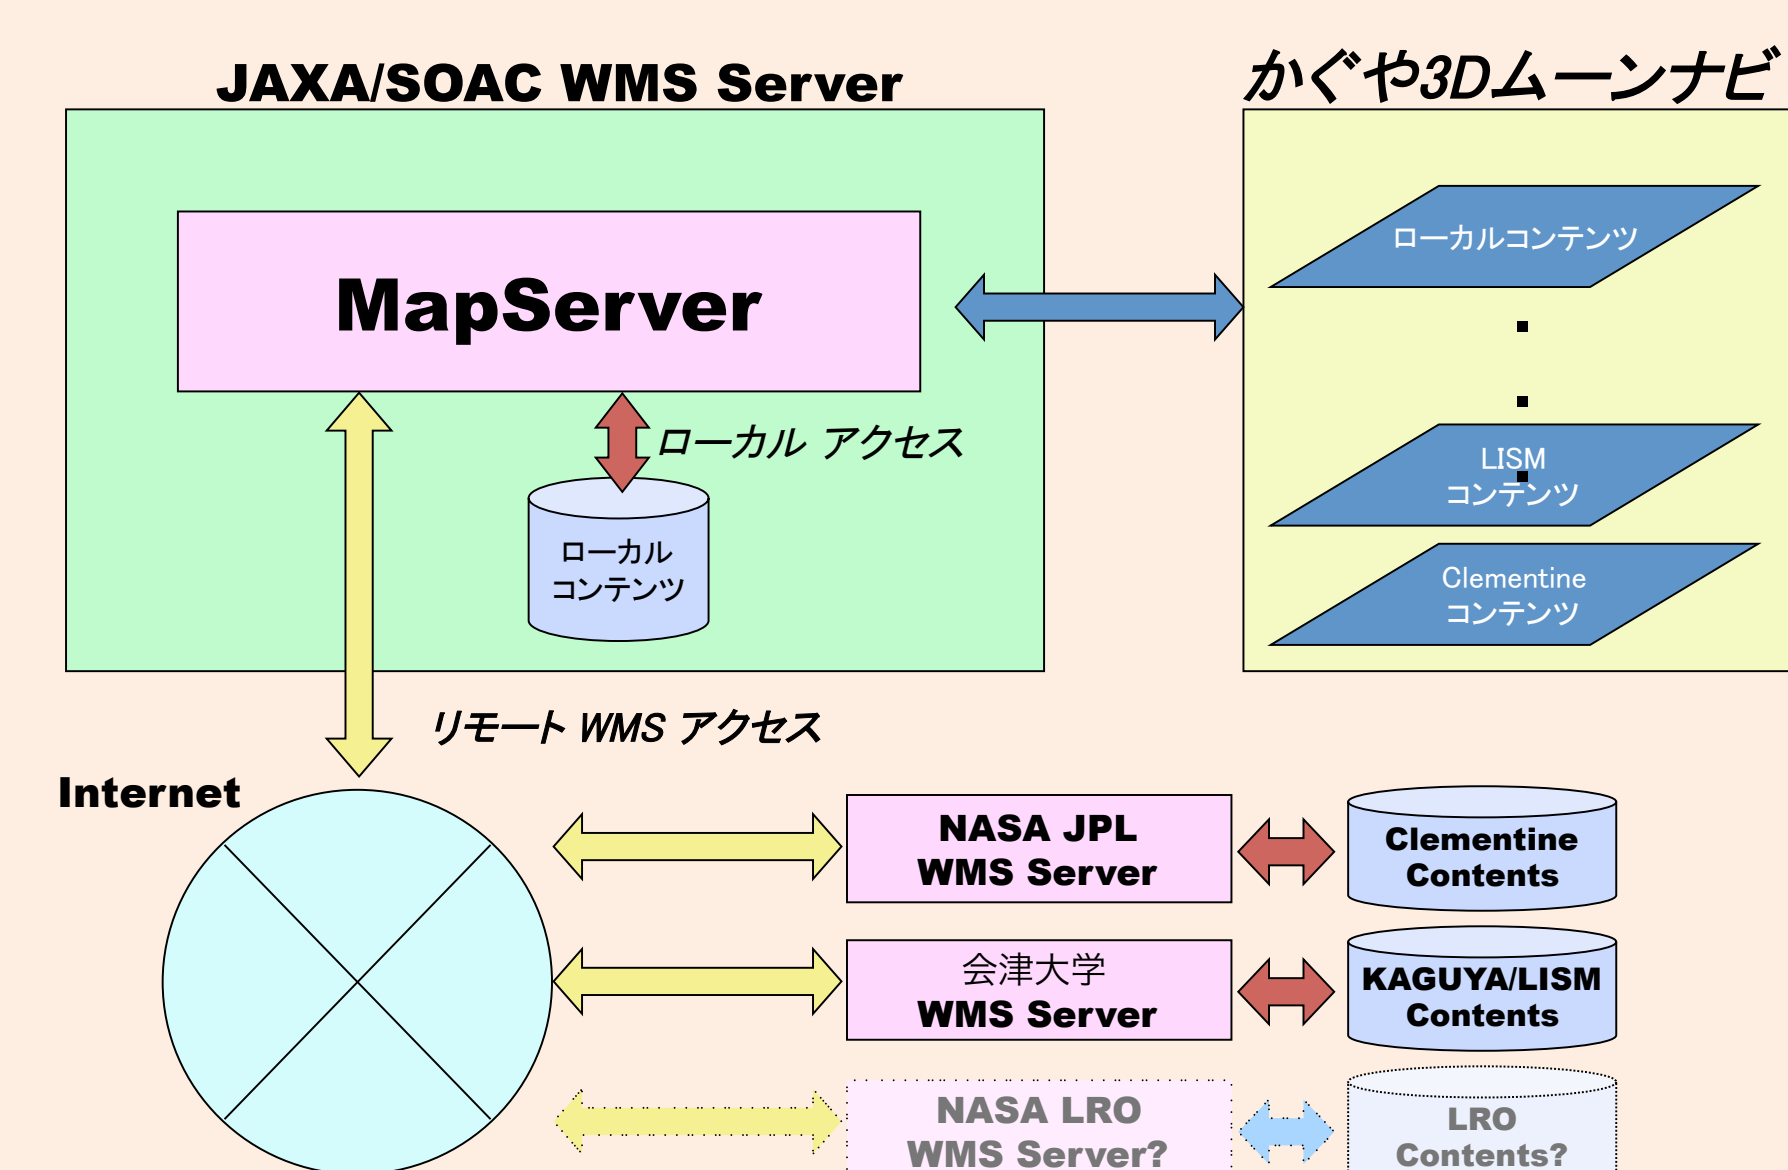 JAXA/SOAC WMS Server
かぐや3Dムーンナビ
MapServer
ローカルコンテンツ
ローカル アクセス
LISM
コンテンツ
ローカル
コンテンツ
Clementine
コンテンツ
リモート WMS アクセス
Internet
NASA JPL
WMS Server
Clementine
Contents
会津大学
WMS Server
KAGUYA/LISM
Contents
NASA LRO
WMS Server?
LRO
Contents?